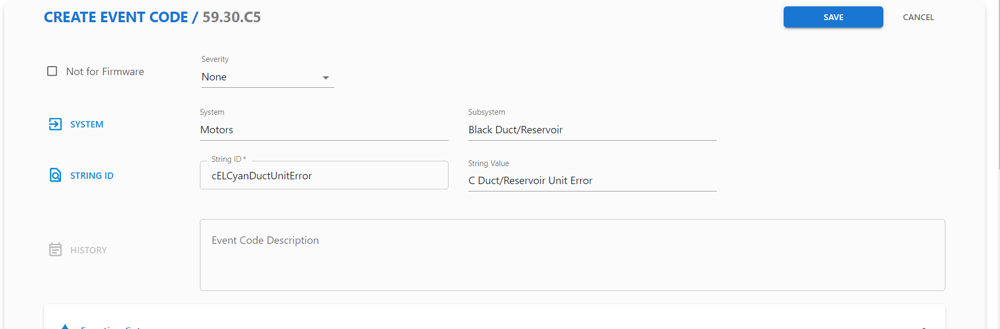 CREATE EVENT CODE / 59.30.C5
SAVE
CANCEL
Not for Firmware
Severity
None
SYSTEM
System
Motors
Subsystem
Black Duct/Reservoir
STRING ID
String ID *
cELCyanDuctUnitError
String Value
C Duct/Reservoir Unit Error
HISTORY
Event Code Description